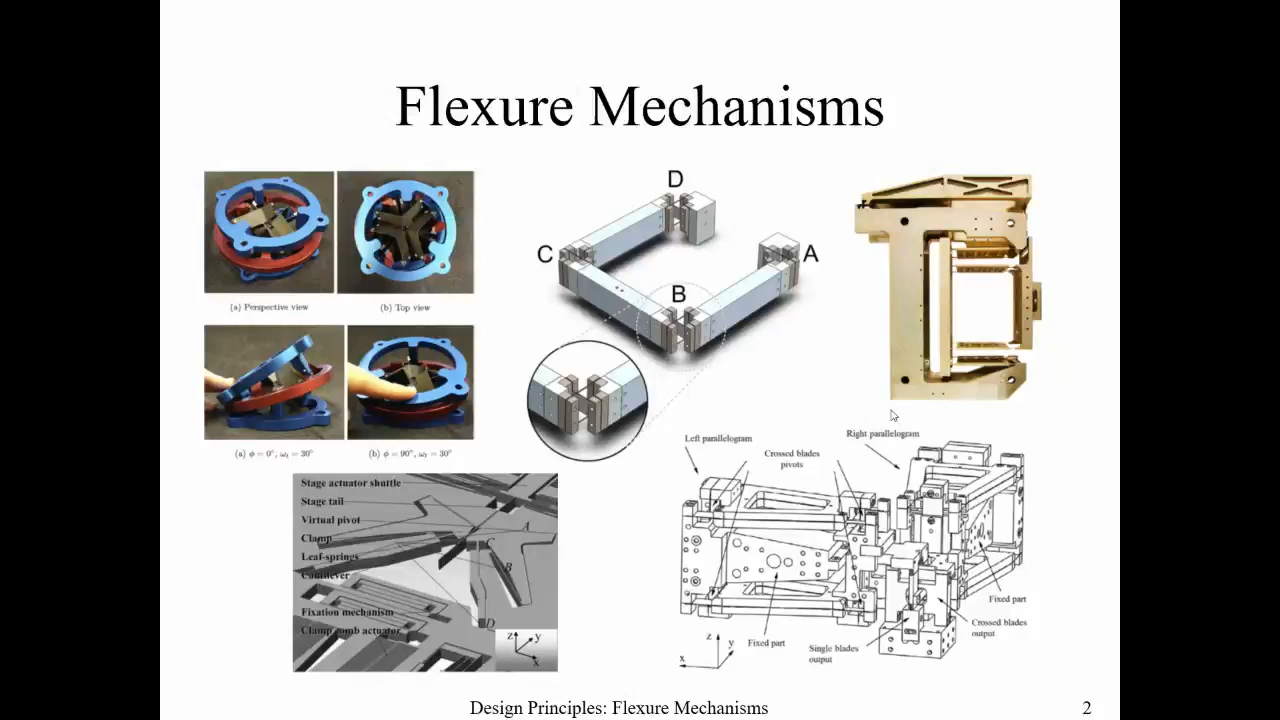 Flexure Mechanisms
(a) Perspective view
(b) Top view
(a) ϕ = 0°, ω₁ = 30°
(b) ϕ = 90°, ω₁ = 30°
D
C
A
B
Stage actuator shuttle
Stage tail
Virtual pivot
Clamp
Leaf-springs
Cantilever
Fixation mechanism
Clamp comb actuator
A
C
B
D
z
y
x
Left parallelogram
Crossed blades
pivots
Right parallelogram
Fixed part
Crossed blades
output
Fixed part
Single blades
output
z
y
x
Design Principles: Flexure Mechanisms
2